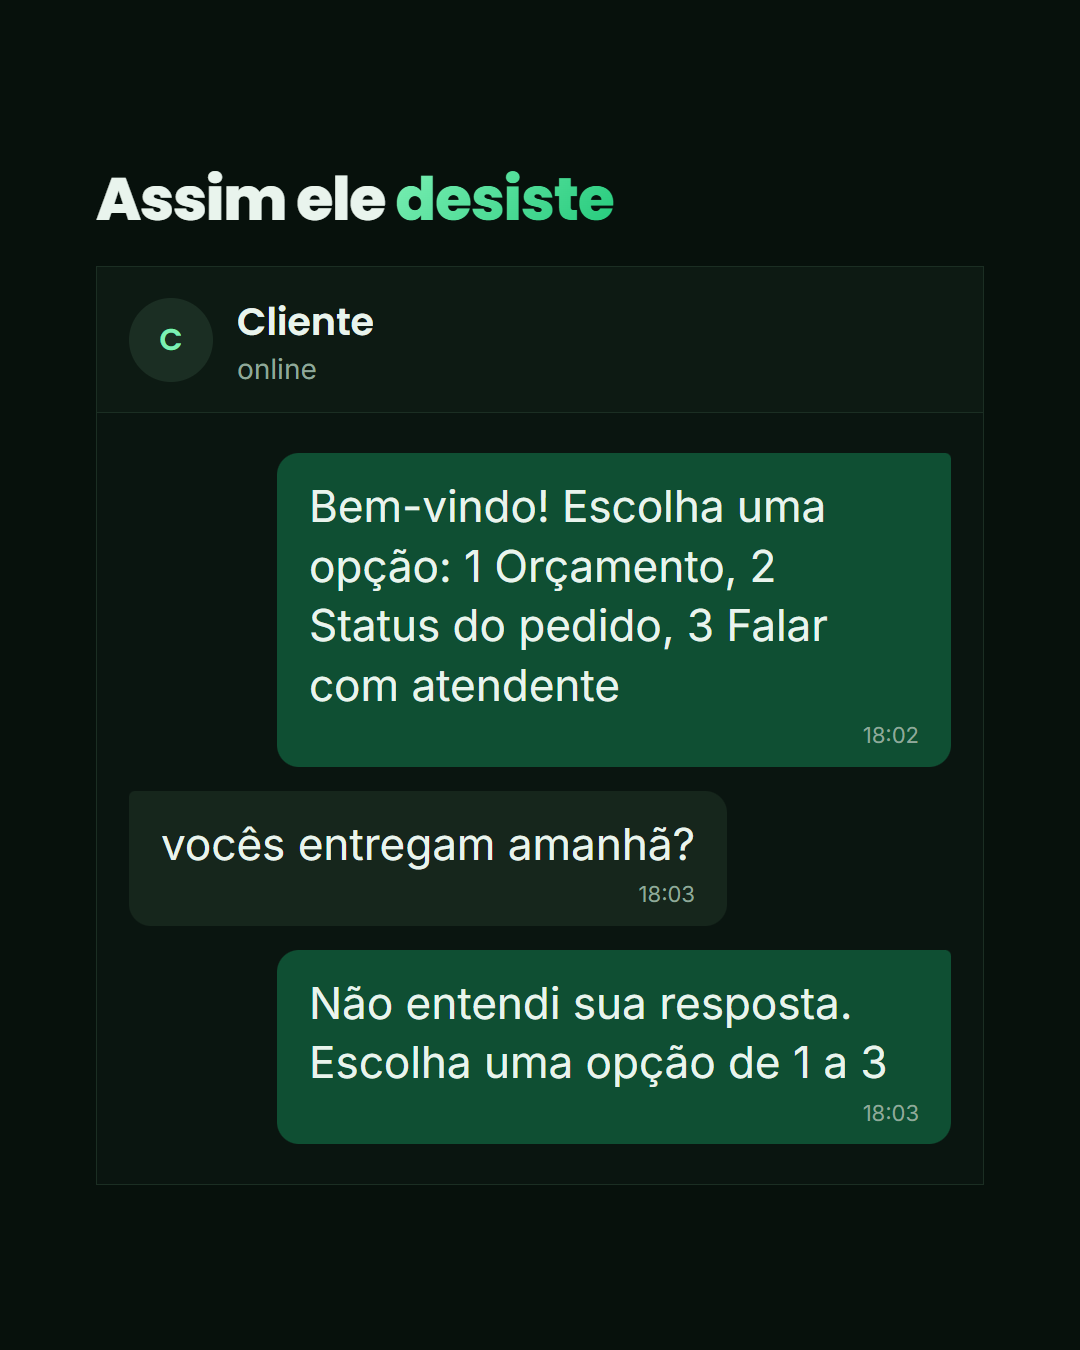 Assim ele desiste
C
Cliente
online
Bem-vindo! Escolha uma
opção: 1 Orçamento, 2
Status do pedido, 3 Falar
com atendente
18:02
vocês entregam amanhã?
18:03
Não entendi sua resposta.
Escolha uma opção de 1 a 3
18:03